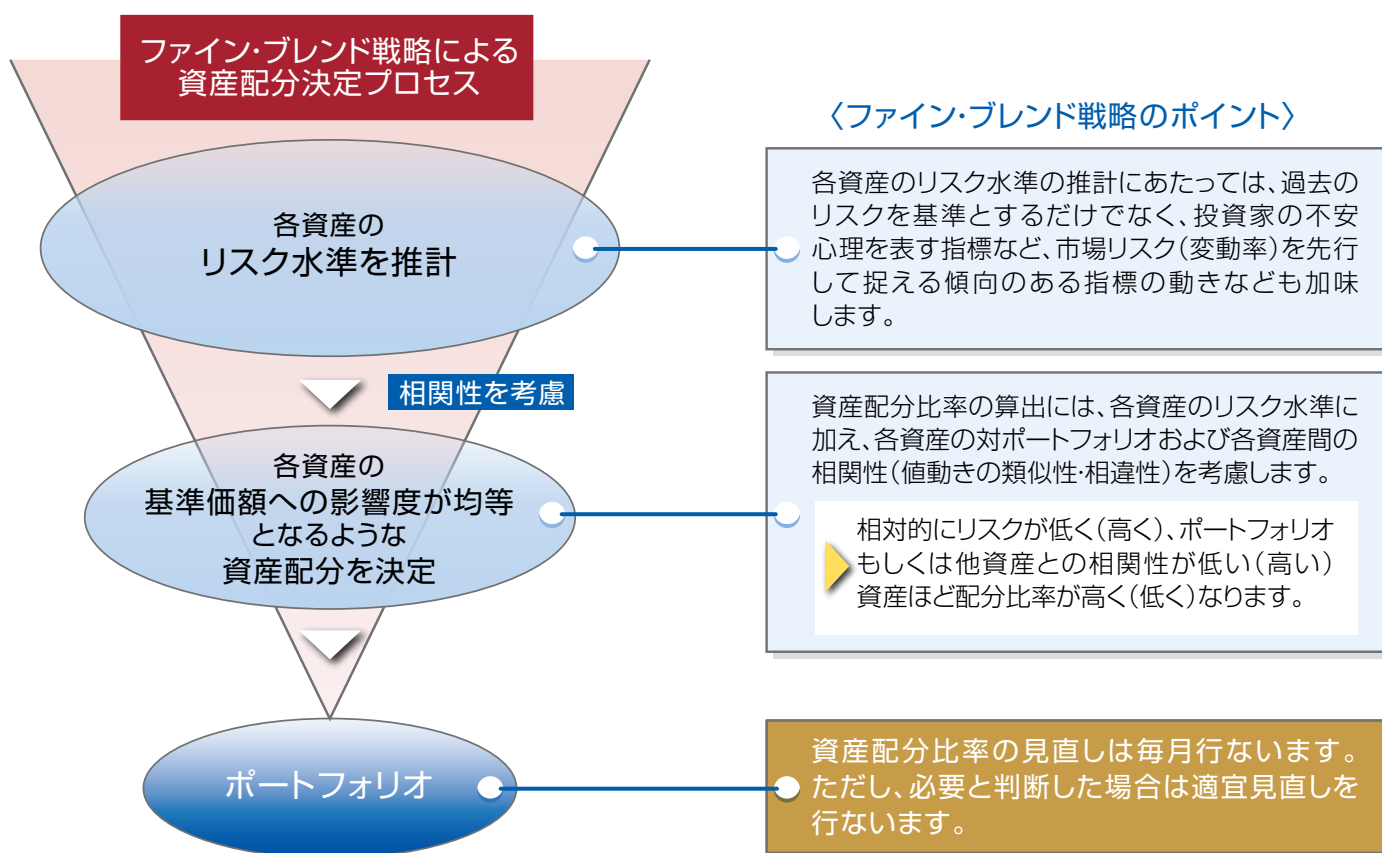 ファイン・ブレンド戦略による
資産配分決定プロセス
各資産の
リスク水準を推計
相関性を考慮
各資産の
基準価額への影響度が均等
となるような
資産配分を決定
ポートフォリオ
〈ファイン・ブレンド戦略のポイント〉
各資産のリスク水準の推計にあたっては、過去の
リスクを基準とするだけでなく、投資家の不安
心理を表す指標など、市場リスク（変動率）を先行
して捉える傾向のある指標の動きなども加味
します。
資産配分比率の算出には、各資産のリスク水準に
加え、各資産の対ポートフォリオおよび各資産間の
相関性（値動きの類似性・相違性）を考慮します。
相対的にリスクが低く（高く）、ポートフォリオ
もしくは他資産との相関性が低い（高い）
資産ほど配分比率が高く（低く）なります。
資産配分比率の見直しは毎月行ないます。
ただし、必要と判断した場合は適宜見直しを
行ないます。